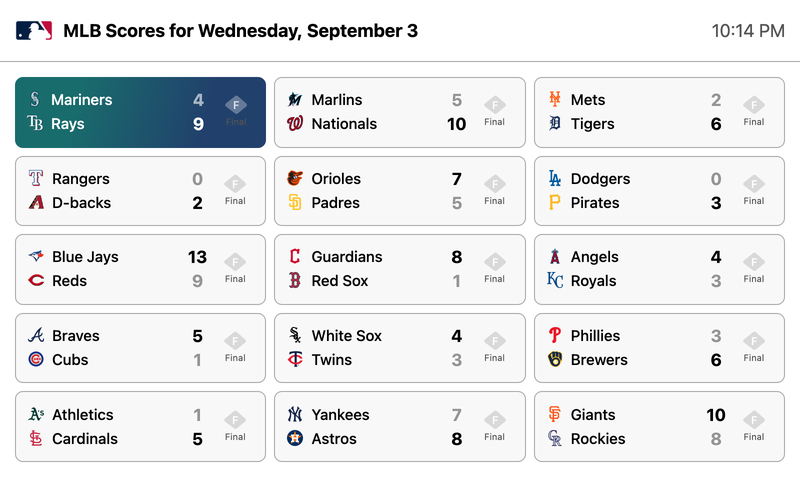 MLB Scores for Wednesday, September 3
10:14 PM
Mariners 4
Rays 9
F
Final
Marlins 5
Nationals 10
F
Final
Mets 2
Tigers 6
F
Final
Rangers 0
D-backs 2
F
Final
Orioles 7
Padres 5
F
Final
Dodgers 0
Pirates 3
F
Final
Blue Jays 13
Reds 9
F
Final
Guardians 8
Red Sox 1
F
Final
Angels 4
Royals 3
F
Final
Braves 5
Cubs 1
F
Final
White Sox 4
Twins 3
F
Final
Phillies 3
Brewers 6
F
Final
Athletics 1
Cardinals 5
F
Final
Yankees 7
Astros 8
F
Final
Giants 10
Rockies 8
F
Final